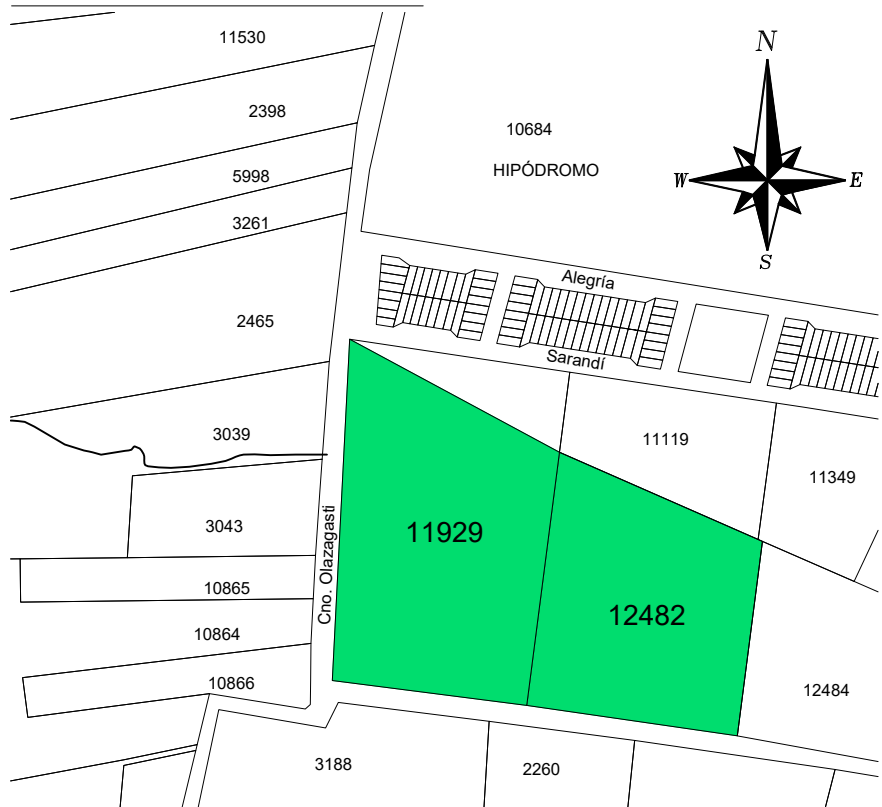 11530
N
2398
10684
HIPÓDROMO
5998
W
E
3261
S
Alegría
2465
Sarandí
3039
11119
11349
3043
11929
Cno. Olazagasti
10865
12482
10864
10866
12484
3188
2260